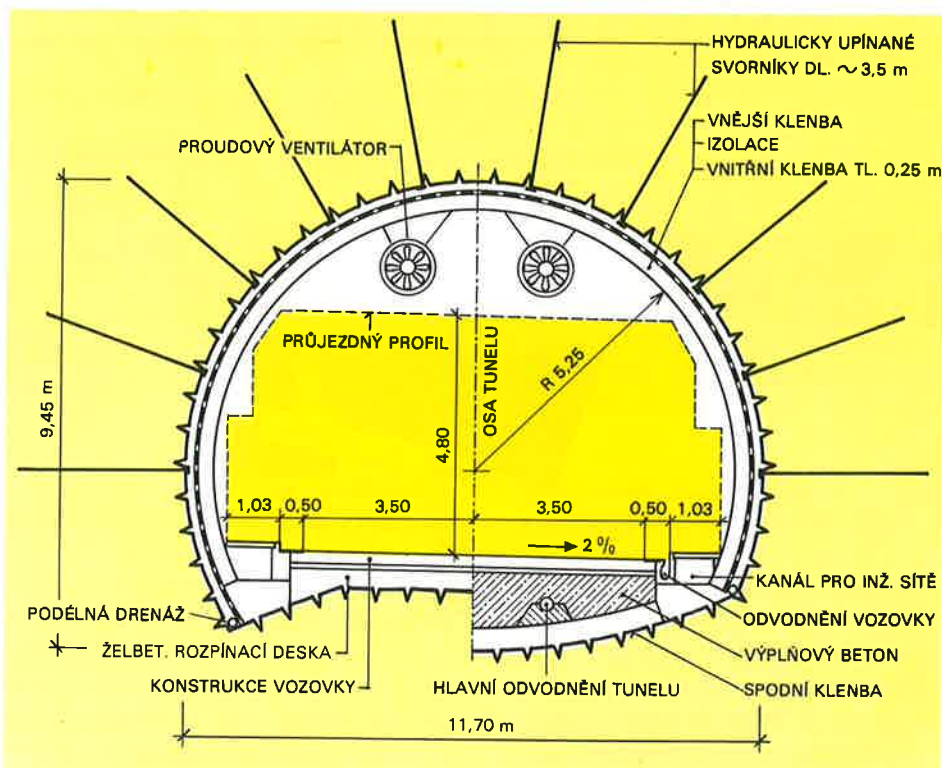 HYDRAULICKY UPÍNANÉ
SVORNÍKY DL. ~ 3,5 m
VNĚJŠÍ KLENBA
IZOLACE
VNITŘNÍ KLENBA TL. 0,25 m
PROUDOVÝ VENTILÁTOR
PRŮJEZDNÝ PROFIL
OSA TUNELU
R 5,25
9,45 m
4,80
1,03
0,50
3,50
3,50
0,50
1,03
2 %
KANÁL PRO INŽ. SÍTĚ
PODÉLNÁ DRENÁŽ
ODVODNĚNÍ VOZOVKY
ŽELBET. ROZPÍNACÍ DESKA
VÝPLŇOVÝ BETON
KONSTRUKCE VOZOVKY
HLAVNÍ ODVODNĚNÍ TUNELU
SPODNÍ KLENBA
11,70 m